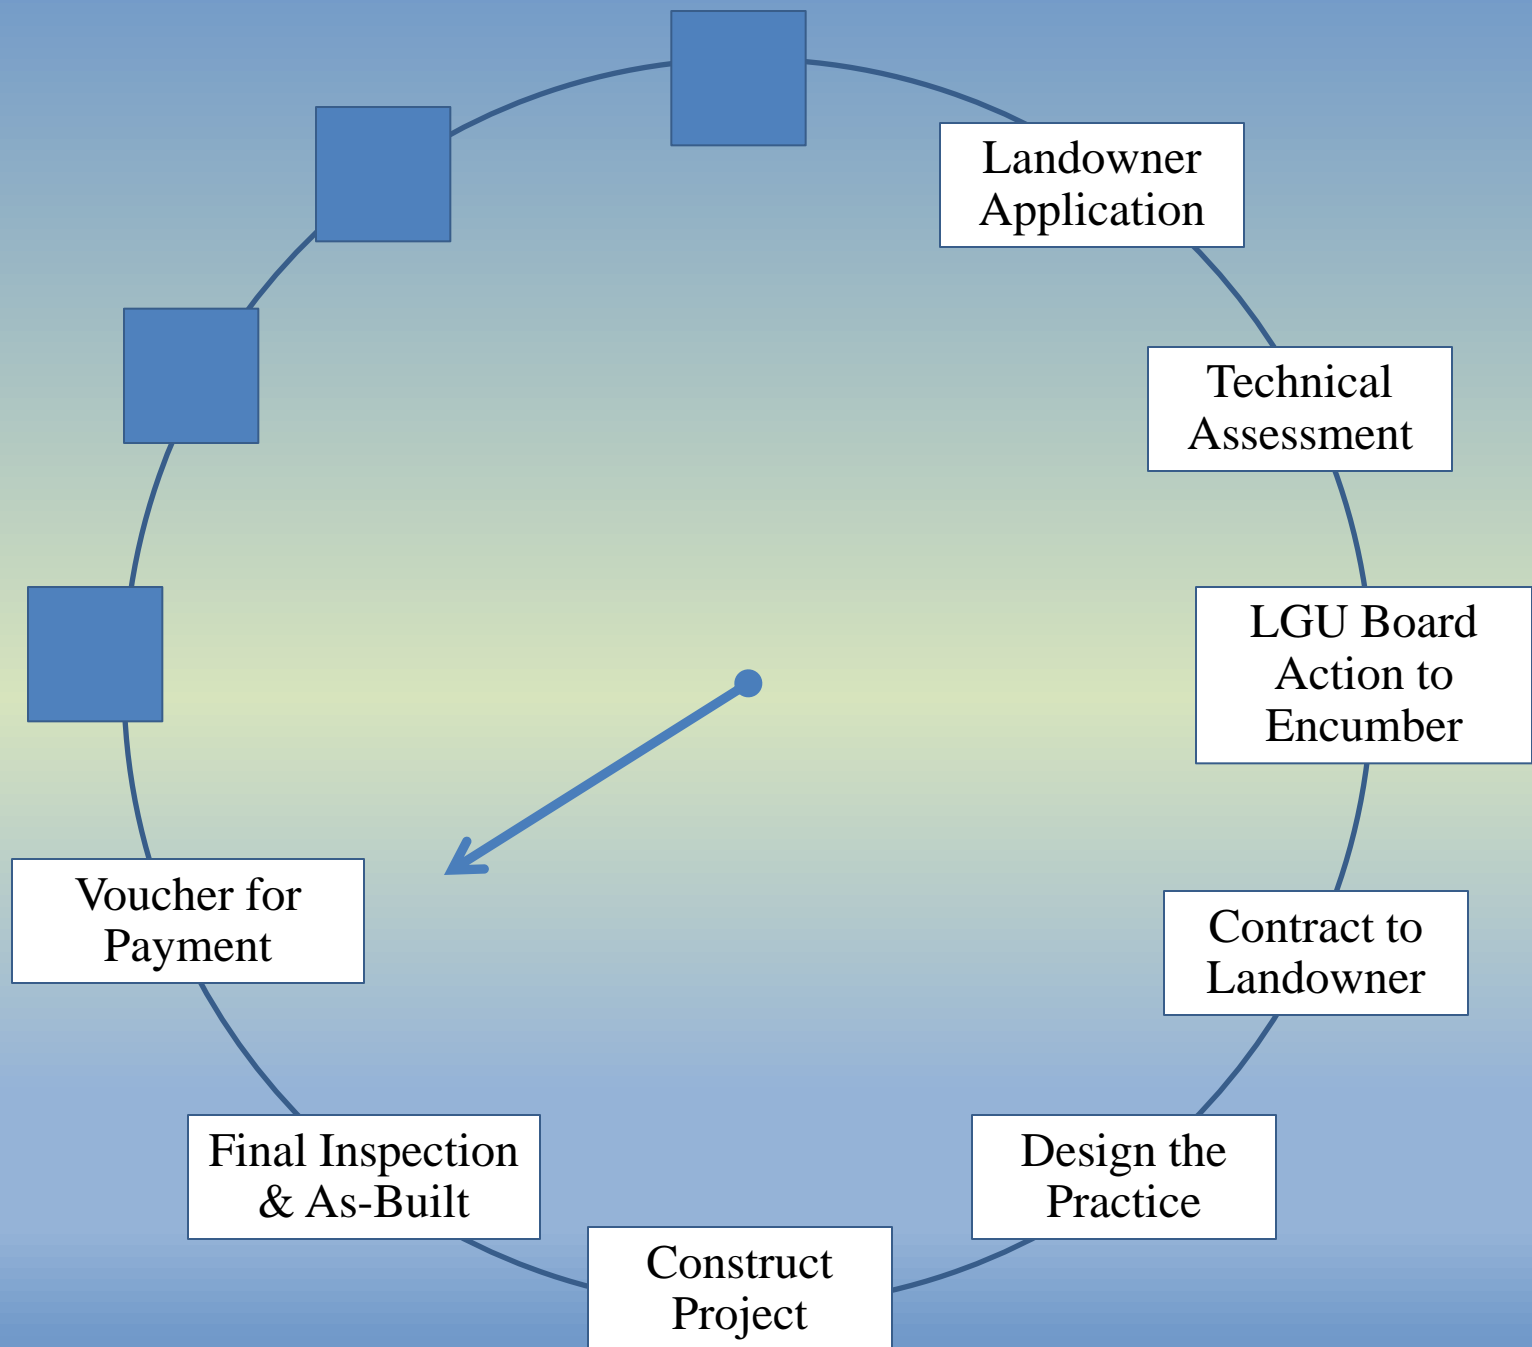 Landowner
Application
Technical
Assessment
LGU Board
Action to
Encumber
Contract to
Landowner
Design the
Practice
Construct
Project
Final Inspection
& As-Built
Voucher for
Payment